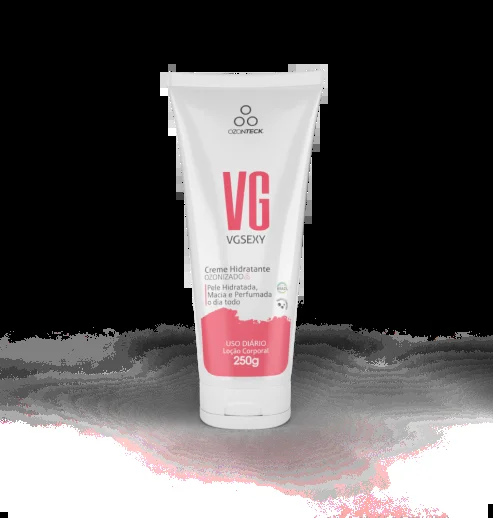 OZONTECK
VG
VGSEXY
Creme Hidratante
OZONIZADO
Pele Hidratada,
Macia e Perfumada
o dia todo
USO DIÁRIO
Loção Corporal
250g